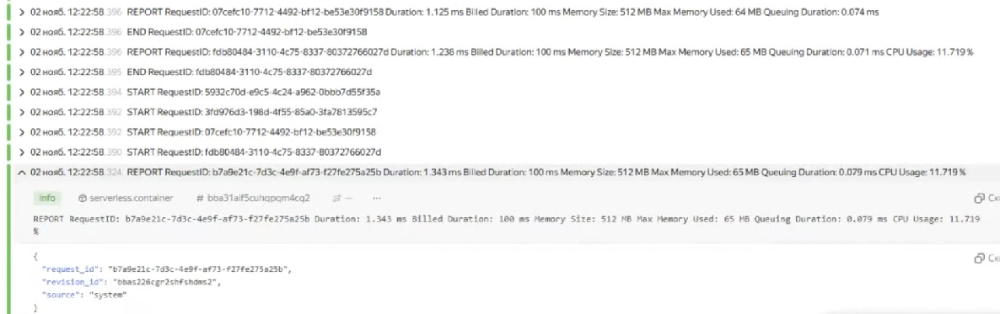 02 нояб. 12:22:58.396 REPORT RequestID: 07cefc10-7712-4492-bf12-be53e30f9158 Duration: 1.125 ms Billed Duration: 100 ms Memory Size: 512 MB Max Memory Used: 64 MB Queuing Duration: 0.074 ms
02 нояб. 12:22:58.396 END RequestID: 07cefc10-7712-4492-bf12-be53e30f9158
02 нояб. 12:22:58.396 REPORT RequestID: fdb80484-3110-4c75-8337-80372766027d Duration: 1.238 ms Billed Duration: 100 ms Memory Size: 512 MB Max Memory Used: 65 MB Queuing Duration: 0.071 ms CPU Usage: 11.719 %
02 нояб. 12:22:58.395 END RequestID: fdb80484-3110-4c75-8337-80372766027d
02 нояб. 12:22:58.394 START RequestID: 5932c70d-e9c5-4c24-a962-0bbb7d55f35a
02 нояб. 12:22:58.392 START RequestID: 3fd976d3-198d-4f55-85a0-3fa7813595c7
02 нояб. 12:22:58.392 START RequestID: 07cefc10-7712-4492-bf12-be53e30f9158
02 нояб. 12:22:58.390 START RequestID: fdb80484-3110-4c75-8337-80372766027d
02 нояб. 12:22:58.324 REPORT RequestID: b7a9e21c-7d3c-4e9f-af73-f27fe275a25b Duration: 1.343 ms Billed Duration: 100 ms Memory Size: 512 MB Max Memory Used: 65 MB Queuing Duration: 0.079 ms CPU Usage: 11.719 %
Info serverless.container # bba31aif5cuhqpqm4cq2 — ... Ск
REPORT RequestID: b7a9e21c-7d3c-4e9f-af73-f27fe275a25b Duration: 1.343 ms Billed Duration: 100 ms Memory Size: 512 MB Max Memory Used: 65 MB Queuing Duration: 0.079 ms CPU Usage: 11.719
%
{ Ск
"request_id": "b7a9e21c-7d3c-4e9f-af73-f27fe275a25b",
"revision_id": "bbas226cgr2shfshdms2",
"source": "system"
}